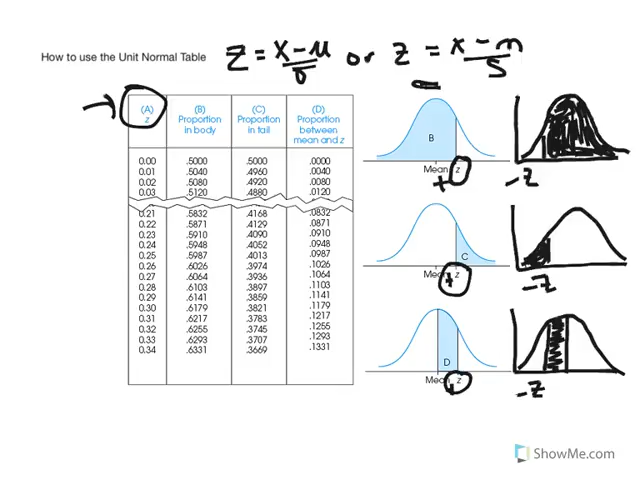 How to use the Unit Normal Table
z = x - μ / σ or z = x - m / s
(A) z
(B) Proportion in body
(C) Proportion in tail
(D) Proportion between mean and z
0.00 .5000 .5000 .0000
0.01 .5040 .4960 .0040
0.02 .5080 .4920 .0080
0.03 .5120 .4880 .0120
0.21 .5832 .4168 .0832
0.22 .5871 .4129 .0871
0.23 .5910 .4090 .0910
0.24 .5948 .4052 .0948
0.25 .5987 .4013 .0987
0.26 .6026 .3974 .1026
0.27 .6064 .3936 .1064
0.28 .6103 .3897 .1103
0.29 .6141 .3859 .1141
0.30 .6179 .3821 .1179
0.31 .6217 .3783 .1217
0.32 .6255 .3745 .1255
0.33 .6293 .3707 .1293
0.34 .6331 .3669 .1331
B
Mean z
+
-z
C
Mean z
+
-z
D
Mean z
+
-z
ShowMe.com